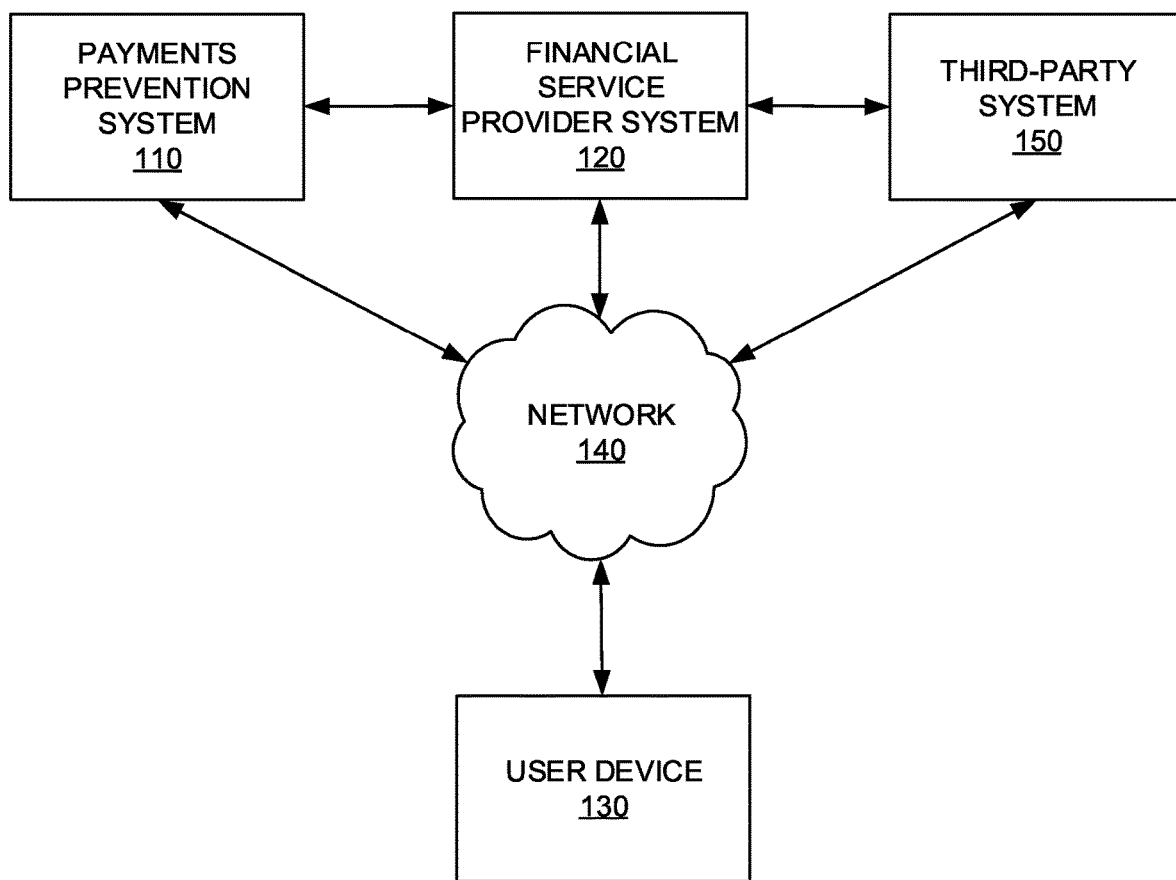 PAYMENTS
PREVENTION
SYSTEM
110
FINANCIAL
SERVICE
PROVIDER SYSTEM
120
THIRD-PARTY
SYSTEM
150
NETWORK
140
USER DEVICE
130